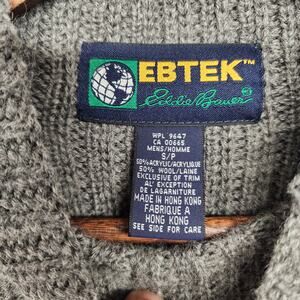 EBTEK™
Eddie Bauer®
WPL 9647
CA 00665
MENS/HOMME
S/P
50% ACRYLIC/ACRYLIQUE
50% WOOL/LAINE
EXCLUSIVE OF TRIM
AL' EXCEPTION
DE LAGARNITURE
MADE IN HONG KONG
FABRIQUE A
HONG KONG
SEE SIDE FOR CARE